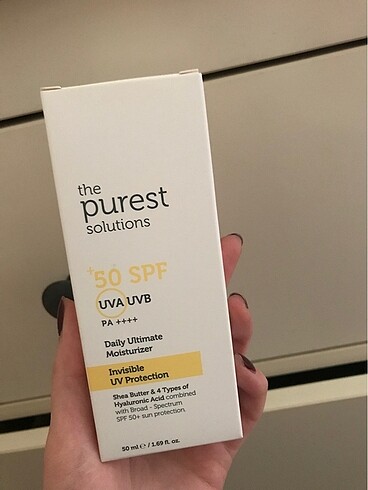 the
purest
solutions
+50 SPF
UVA UVB
PA ++++
Daily Ultimate
Moisturizer
Invisible
UV Protection
Shea Butter & 4 Types of
Hyaluronic Acid combined
with Broad - Spectrum
SPF 50+ sun protection.
50 ml ℮ / 1.69 fl. oz.